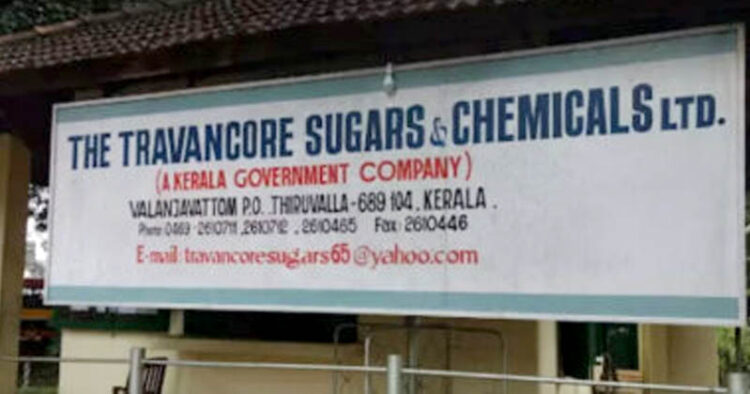 THE TRAVANCORE SUGARS & CHEMICALS LTD.
(A KERALA GOVERNMENT COMPANY)
VALANJAVATTOM P.O. THIRUVALLA-689 104, KERALA.
Phone: 0469-2610711, 2610712, 2610465 Fax: 2610446
E-mail: travancoresugars65@yahoo.com